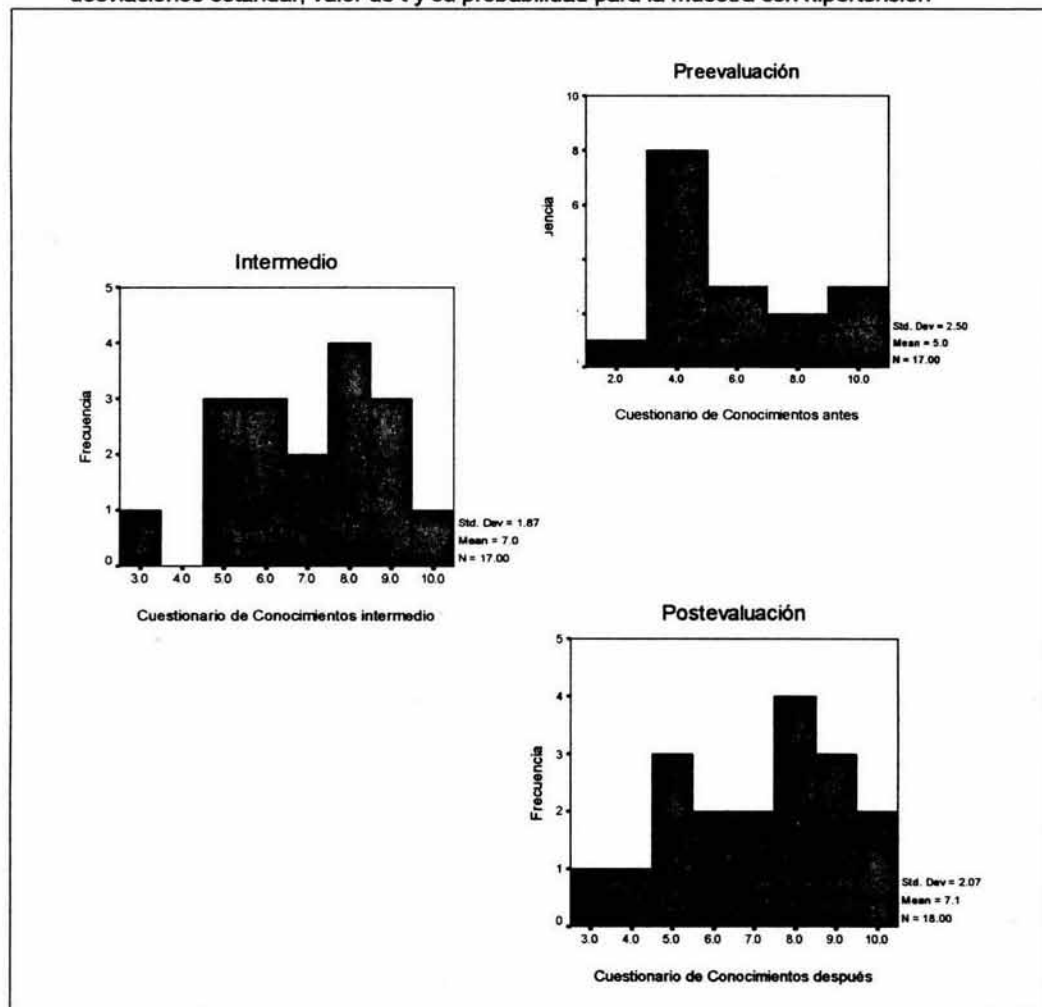 Preevaluación
10
8
6
Std. Dev = 2.50
Mean = 5.0
N = 17.00
2.0 4.0 6.0 8.0 10.0
Cuestionario de Conocimientos antes
Intermedio
Frecuencia
5
4
3
2
1
0
Std. Dev = 1.87
Mean = 7.0
N = 17.00
3.0 4.0 5.0 6.0 7.0 8.0 9.0 10.0
Cuestionario de Conocimientos intermedio
Postevaluación
Frecuencia
5
4
3
2
1
0
Std. Dev = 2.07
Mean = 7.1
N = 18.00
3.0 4.0 5.0 6.0 7.0 8.0 9.0 10.0
Cuestionario de Conocimientos después